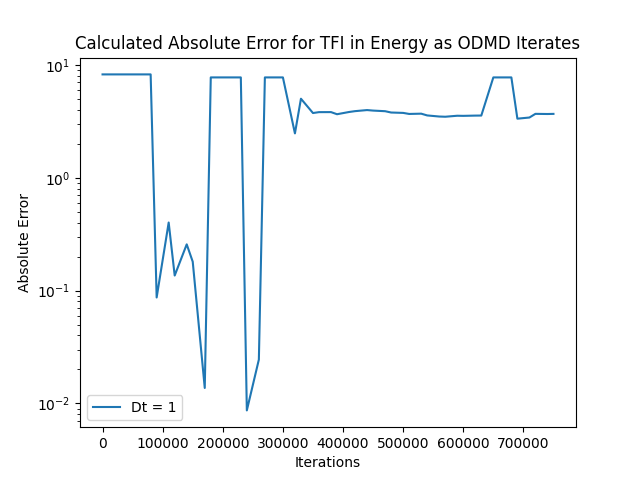 Calculated Absolute Error for TFI in Energy as ODMD Iterates
10¹
10⁰
10⁻¹
10⁻²
Absolute Error
Dt = 1
0 100000 200000 300000 400000 500000 600000 700000
Iterations